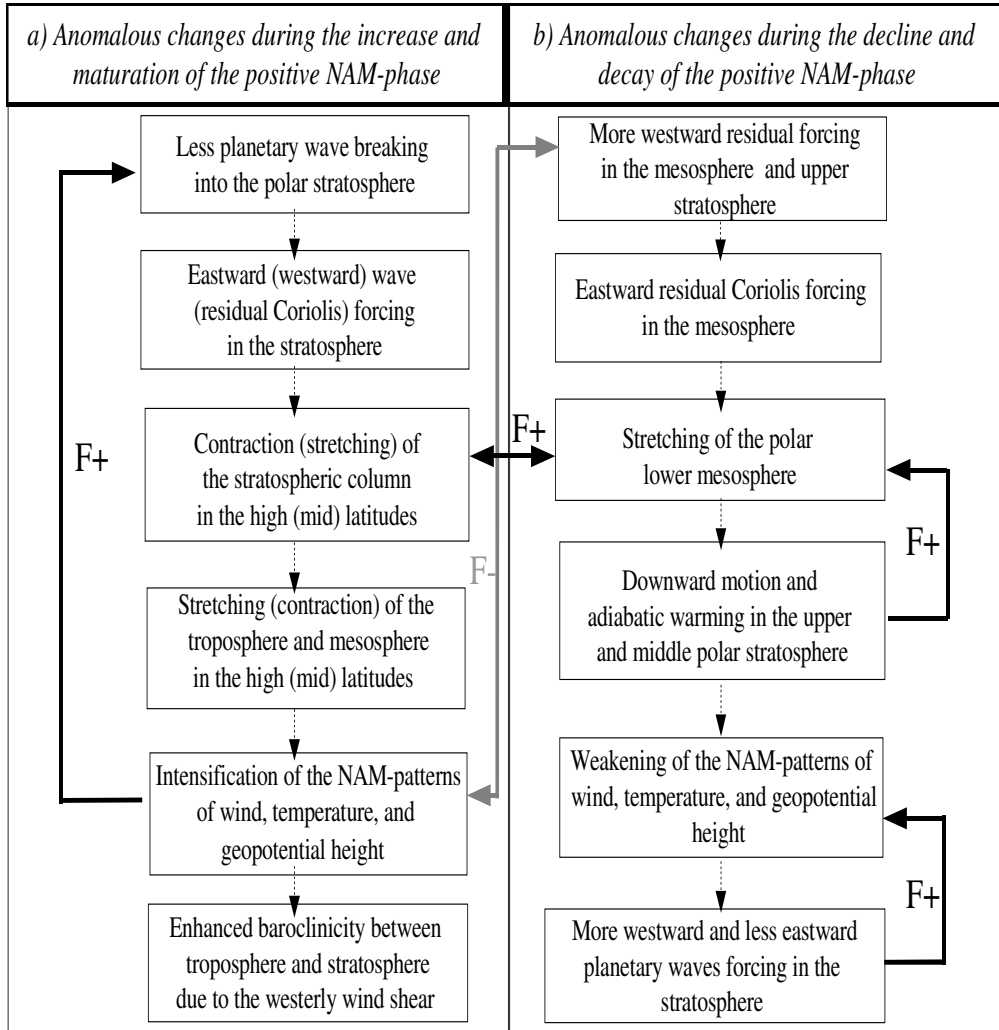 a) Anomalous changes during the increase and
maturation of the positive NAM-phase
b) Anomalous changes during the decline and
decay of the positive NAM-phase
Less planetary wave breaking
into the polar stratosphere
Eastward (westward) wave
(residual Coriolis) forcing
in the stratosphere
Contraction (stretching) of
the stratospheric column
in the high (mid) latitudes
Stretching (contraction) of the
troposphere and mesosphere
in the high (mid) latitudes
Intensification of the NAM-patterns
of wind, temperature, and
geopotential height
Enhanced baroclinicity between
troposphere and stratosphere
due to the westerly wind shear
F+
F-
F+
More westward residual forcing
in the mesosphere and upper
stratosphere
Eastward residual Coriolis forcing
in the mesosphere
Stretching of the polar
lower mesosphere
Downward motion and
adiabatic warming in the upper
and middle polar stratosphere
Weakening of the NAM-patterns of
wind, temperature, and geopotential
height
More westward and less eastward
planetary waves forcing in the
stratosphere
F+
F+